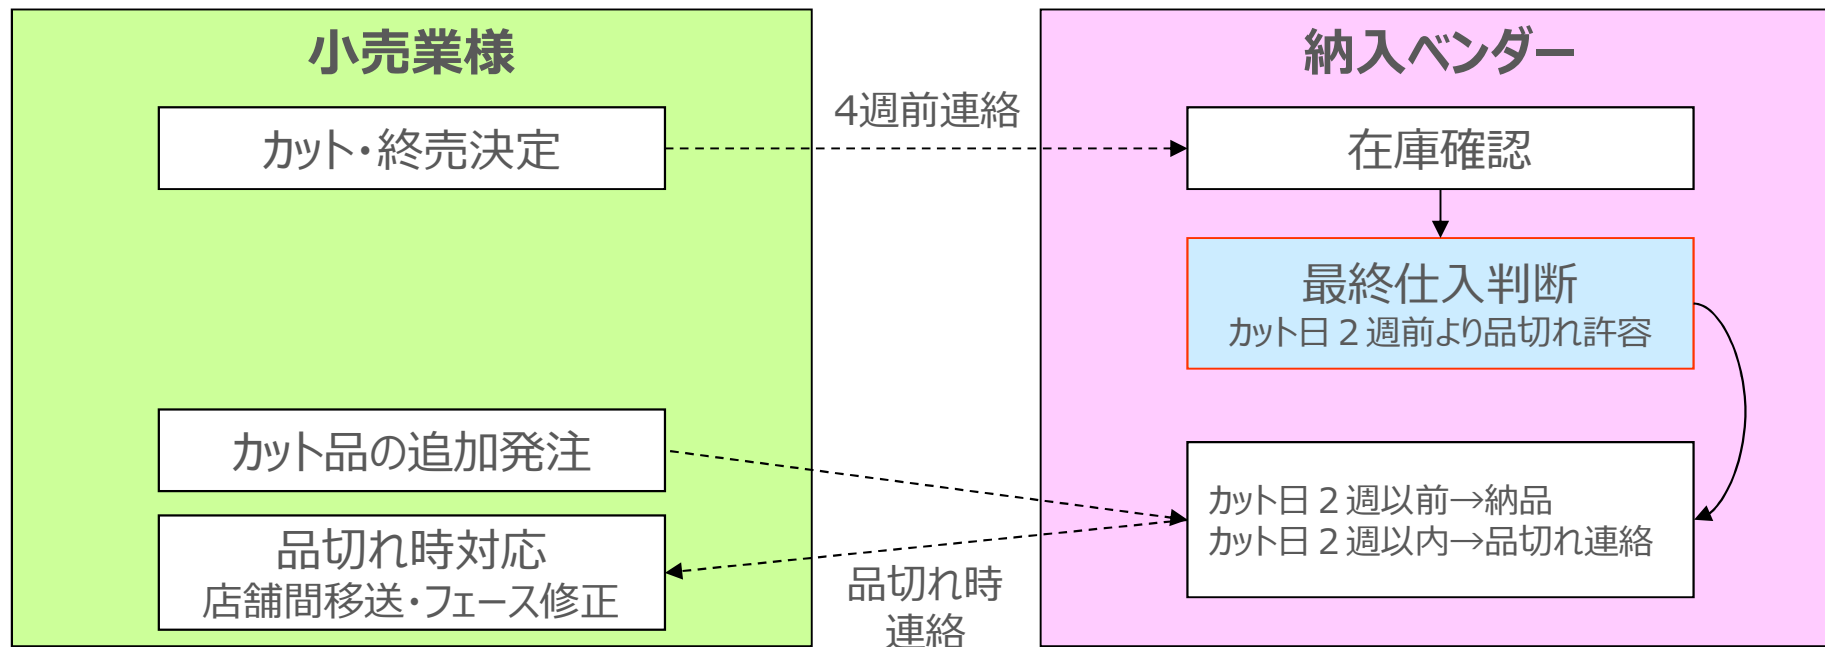 小売業様
納入ベンダー
カット・終売決定
4週前連絡
在庫確認
最終仕入判断
カット日２週前より品切れ許容
カット品の追加発注
カット日２週以前→納品
カット日２週以内→品切れ連絡
品切れ時対応
店舗間移送・フェース修正
品切れ時
連絡